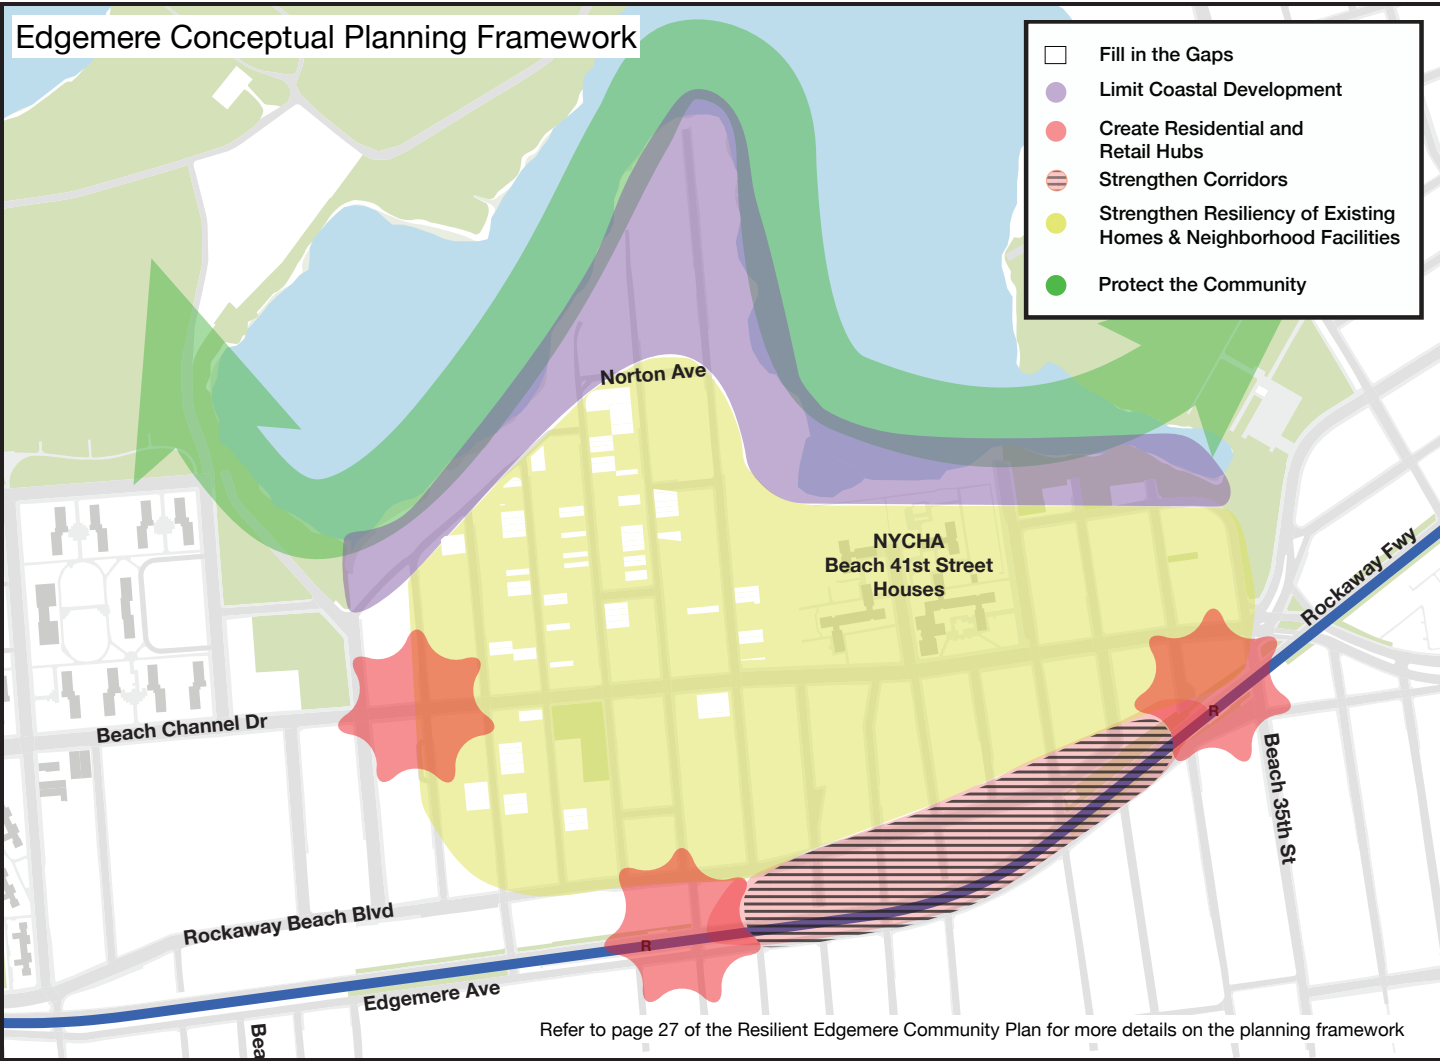 Edgemere Conceptual Planning Framework
Fill in the Gaps
Limit Coastal Development
Create Residential and
Retail Hubs
Strengthen Corridors
Strengthen Resiliency of Existing
Homes & Neighborhood Facilities
Protect the Community
Norton Ave
NYCHA
Beach 41st Street
Houses
Rockaway Fwy
Beach Channel Dr
R
Beach 35th St
Rockaway Beach Blvd
R
Edgemere Ave
Bea
Refer to page 27 of the Resilient Edgemere Community Plan for more details on the planning framework